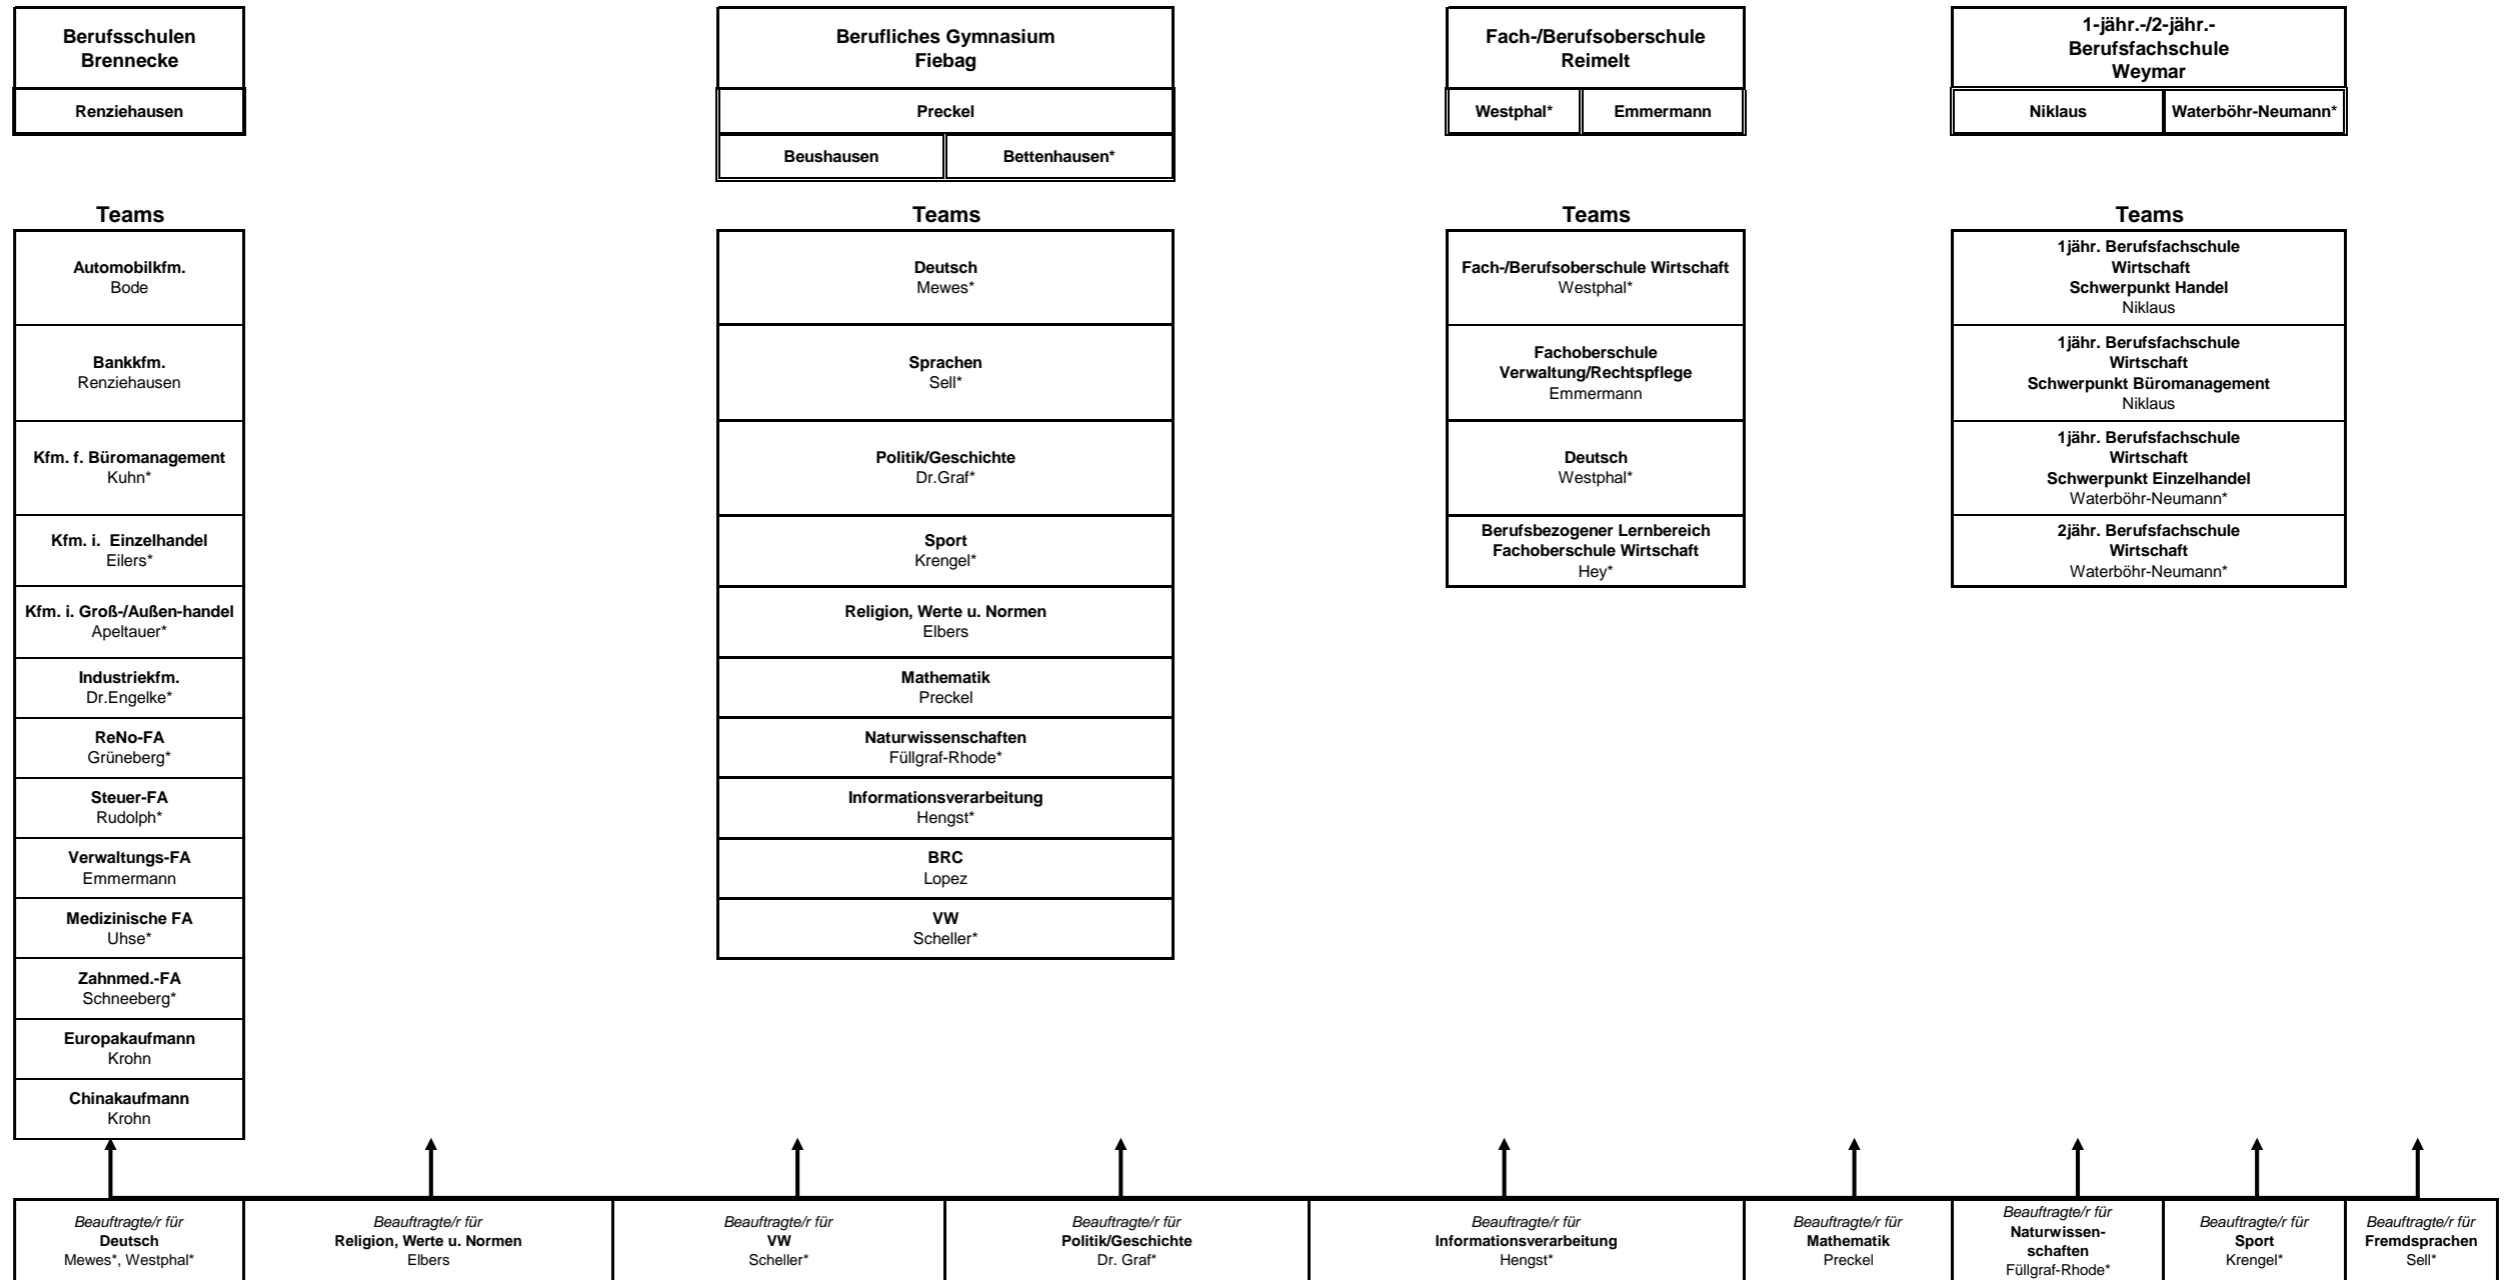 Berufsschulen
Brennecke
Renziehausen
Berufliches Gymnasium
Fiebag
Preckel
Beushausen
Bettenhausen*
Fach-/Berufsoberschule
Reimelt
Westphal*
Emmermann
1-jähr.-/2-jähr.-
Berufsfachschule
Weymar
Niklaus
Waterböhr-Neumann*
Teams
Automobilkfm.
Bode
Bankkfm.
Renziehausen
Kfm. f. Büromanagement
Kuhn*
Kfm. i.  Einzelhandel
Eilers*
Kfm. i. Groß-/Außen-handel
Apeltauer*
Industriekfm.
Dr.Engelke*
ReNo-FA
Grüneberg*
Steuer-FA
Rudolph*
Verwaltungs-FA
Emmermann
Medizinische FA
Uhse*
Zahnmed.-FA
Schneeberg*
Europakaufmann
Krohn
Chinakaufmann
Krohn
Teams
Deutsch
Mewes*
Sprachen
Sell*
Politik/Geschichte
Dr.Graf*
Sport
Krengel*
Religion, Werte u. Normen
Elbers
Mathematik
Preckel
Naturwissenschaften
Füllgraf-Rhode*
Informationsverarbeitung
Hengst*
BRC
Lopez
VW
Scheller*
Teams
Fach-/Berufsoberschule Wirtschaft
Westphal*
Fachoberschule
Verwaltung/Rechtspflege
Emmermann
Deutsch
Westphal*
Berufsbezogener Lernbereich
Fachoberschule Wirtschaft
Hey*
Teams
1jähr. Berufsfachschule
Wirtschaft
Schwerpunkt Handel
Niklaus
1jähr. Berufsfachschule
Wirtschaft
Schwerpunkt Büromanagement
Niklaus
1jähr. Berufsfachschule
Wirtschaft
Schwerpunkt Einzelhandel
Waterböhr-Neumann*
2jähr. Berufsfachschule
Wirtschaft
Waterböhr-Neumann*
Beauftragte/r für
Deutsch
Mewes*, Westphal*
Beauftragte/r für
Religion, Werte u. Normen
Elbers
Beauftragte/r für
VW
Scheller*
Beauftragte/r für
Politik/Geschichte
Dr. Graf*
Beauftragte/r für
Informationsverarbeitung
Hengst*
Beauftragte/r für
Mathematik
Preckel
Beauftragte/r für
Naturwissen-
schaften
Füllgraf-Rhode*
Beauftragte/r für
Sport
Krengel*
Beauftragte/r für
Fremdsprachen
Sell*